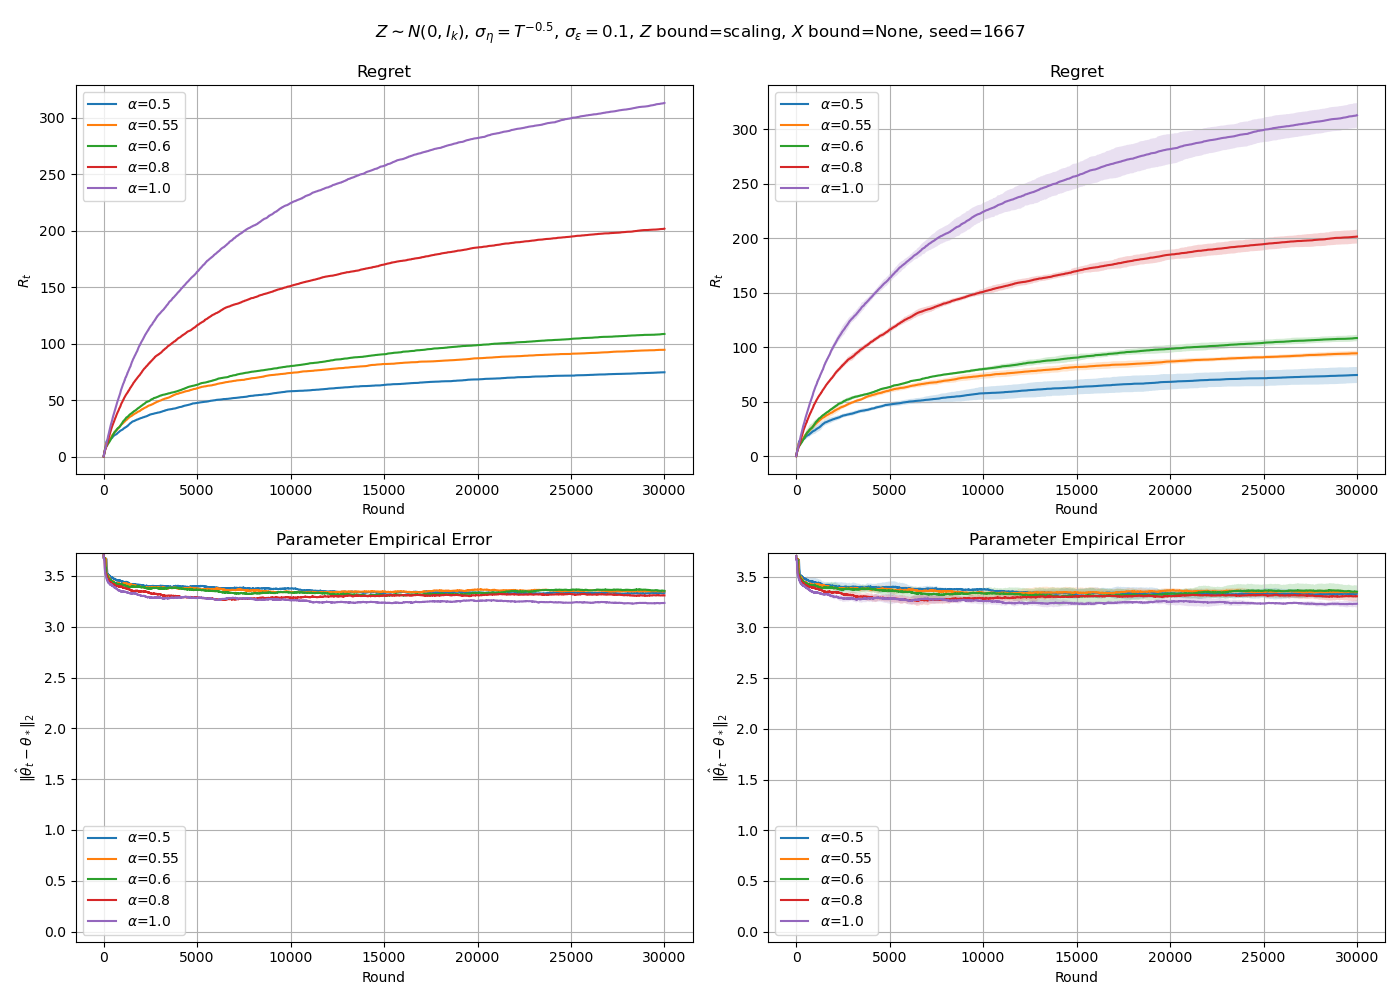 Z ~ N(0, I_k), σ_η = T^{−0.5}, σ_ε = 0.1, Z bound=scaling, X bound=None, seed=1667
Regret
R_t
300
250
200
150
100
50
0
α=0.5
α=0.55
α=0.6
α=0.8
α=1.0
0 5000 10000 15000 20000 25000 30000
Round
Regret
R_t
300
250
200
150
100
50
0
α=0.5
α=0.55
α=0.6
α=0.8
α=1.0
0 5000 10000 15000 20000 25000 30000
Round
Parameter Empirical Error
‖θ̂_t − θ_*‖_2
3.5
3.0
2.5
2.0
1.5
1.0
0.5
0.0
α=0.5
α=0.55
α=0.6
α=0.8
α=1.0
0 5000 10000 15000 20000 25000 30000
Round
Parameter Empirical Error
‖θ̂_t − θ_*‖_2
3.5
3.0
2.5
2.0
1.5
1.0
0.5
0.0
α=0.5
α=0.55
α=0.6
α=0.8
α=1.0
0 5000 10000 15000 20000 25000 30000
Round